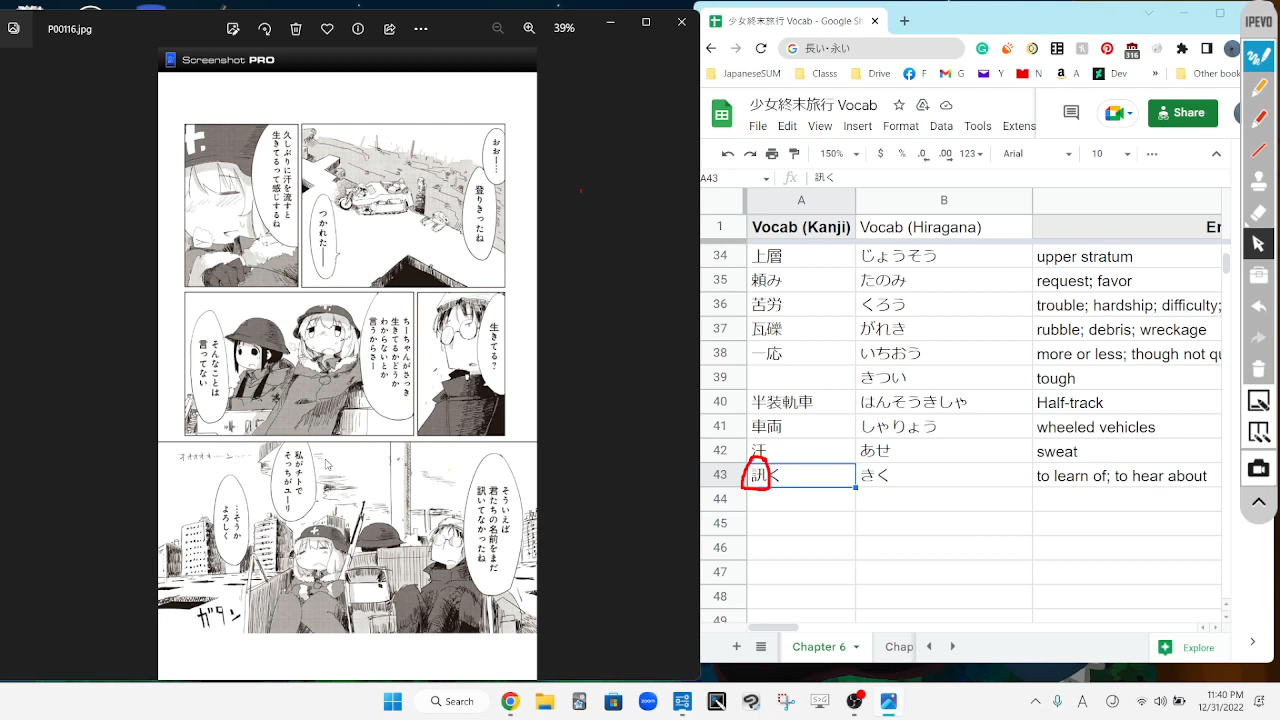 P00116.jpg
39%
Screenshot PRO
おおー…
登りきったね
つかれたー
久しぶりに汗を流すと
生きてるって感じするね
生きてる?
ちーちゃんがさっき
生きてるかどうか
わからないとか
言うからさー
そんなことは
言ってない
そういえば
君たちの名前をまだ
訊いてなかったね
私がチトで
そっちがユーリ
…そうか
よろしく
ガタン
少女終末旅行 Vocab - Google Sh
長い･永い
JapaneseSUM
Classs
Drive
F
G
Y
N
A
Dev
»
Other book
少女終末旅行 Vocab
Share
File Edit View Insert Format Data Tools Extens
150% $ % .0 .00 123 Arial 10
A43 fx 訊く
A B
1 Vocab (Kanji) Vocab (Hiragana) Er
34 上層 じょうそう upper stratum
35 頼み たのみ request; favor
36 苦労 くろう trouble; hardship; difficulty;
37 瓦礫 がれき rubble; debris; wreckage
38 一応 いちおう more or less; though not qu
39 きつい tough
40 半装軌車 はんそうきしゃ Half-track
41 車両 しゃりょう wheeled vehicles
42 汗 あせ sweat
43 訊く きく to learn of; to hear about
44
45
46
47
48
49
Chapter 6
Chap
Explore
IPEVO
316
Search
zoom
A
11:40 PM
12/31/2022